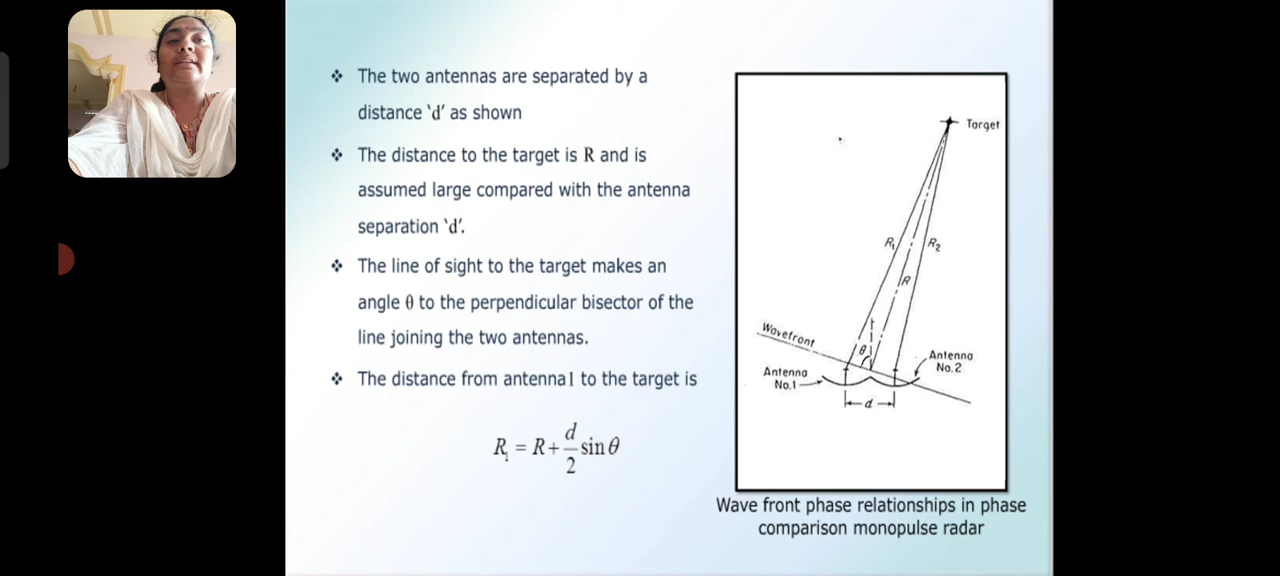 ❖ The two antennas are separated by a
distance ‘d’ as shown
❖ The distance to the target is R and is
assumed large compared with the antenna
separation ‘d’.
❖ The line of sight to the target makes an
angle θ to the perpendicular bisector of the
line joining the two antennas.
❖ The distance from antenna1 to the target is
R₁ = R + d/2 sin θ
Target
R₁
R₂
R
Wavefront
θ
Antenna
No.1
Antenna
No.2
d
Wave front phase relationships in phase
comparison monopulse radar